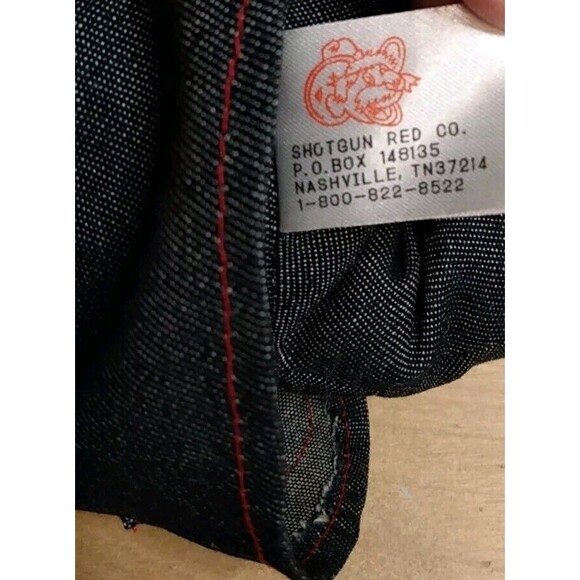 SHOTGUN RED CO.
P.O.BOX 148135
NASHVILLE, TN37214
1-800-822-8522